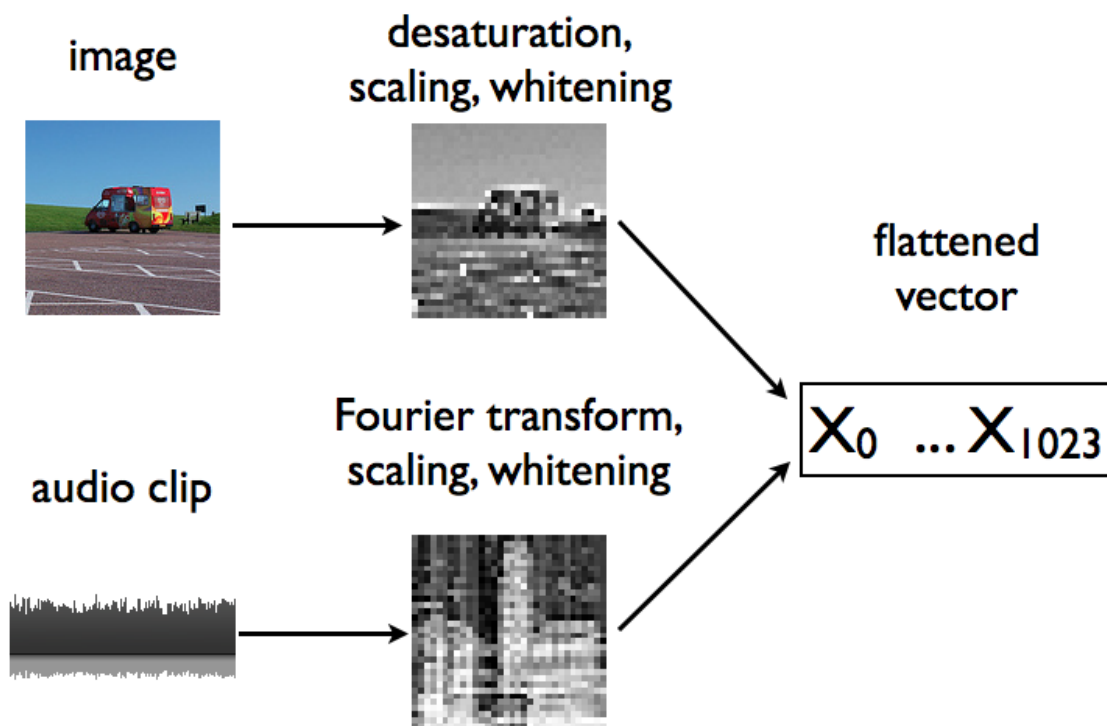 image
desaturation,
scaling, whitening
flattened
vector
X0 ... X1023
Fourier transform,
scaling, whitening
audio clip